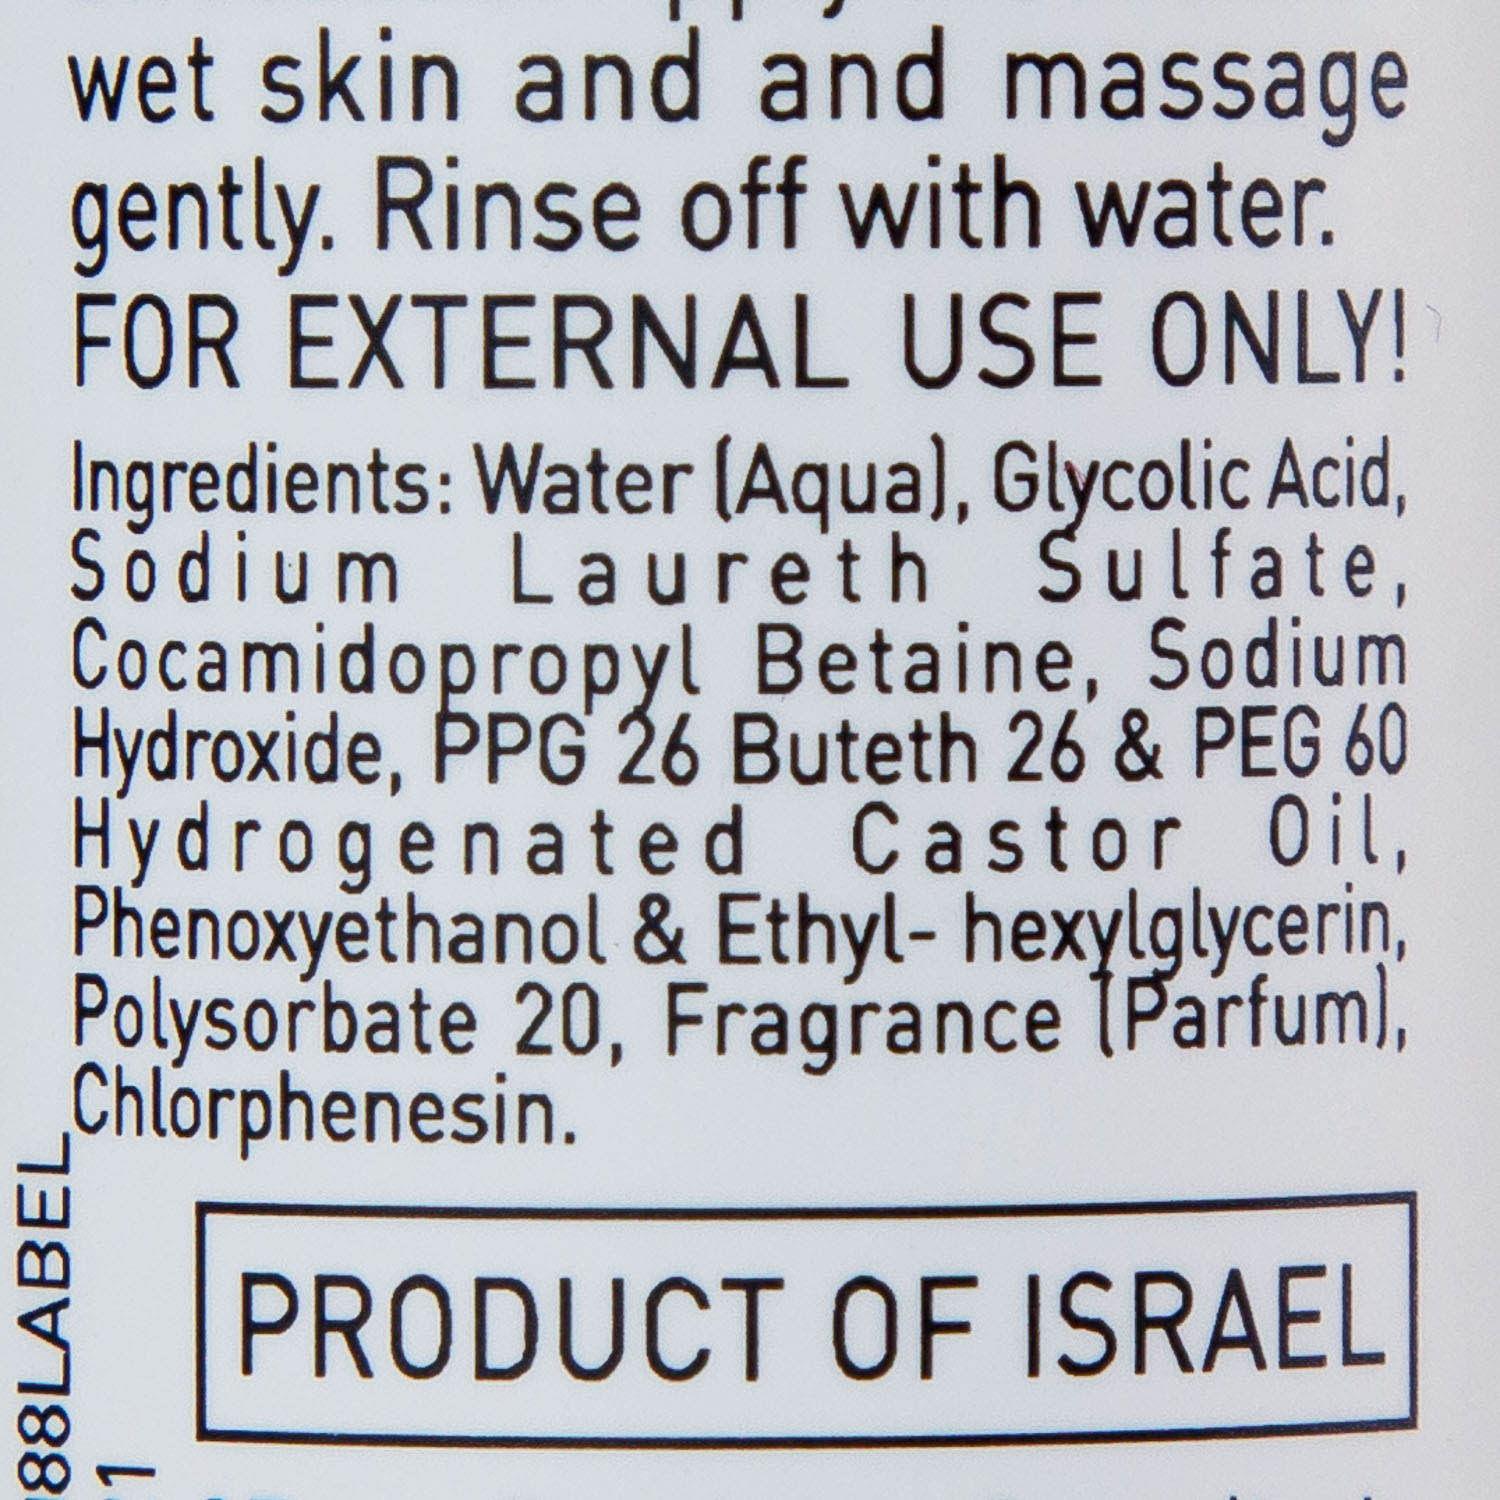 wet skin and and massage
gently. Rinse off with water.
FOR EXTERNAL USE ONLY!
Ingredients: Water (Aqua), Glycolic Acid,
Sodium Laureth Sulfate,
Cocamidopropyl Betaine, Sodium
Hydroxide, PPG 26 Buteth 26 & PEG 60
Hydrogenated Castor Oil,
Phenoxyethanol & Ethyl- hexylglycerin,
Polysorbate 20, Fragrance (Parfum),
Chlorphenesin.
PRODUCT OF ISRAEL
88LABEL
1